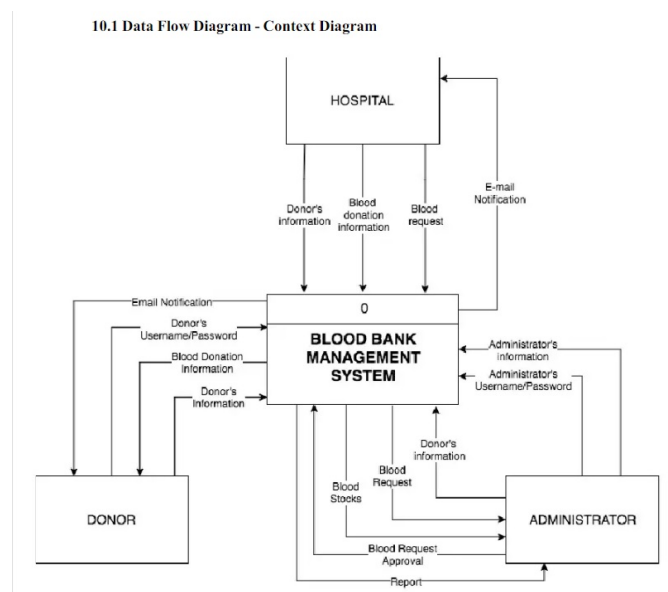 10.1 Data Flow Diagram - Context Diagram
HOSPITAL
E-mail
Notification
Donor's
information
Blood
donation
information
Blood
request
Email Notification
0
Donor's
Username/Password
BLOOD BANK
MANAGEMENT
SYSTEM
Administrator's
information
Blood Donation
Information
Administrator's
Username/Password
Donor's
Information
Donor's
information
Blood
Request
Blood
Stocks
DONOR
ADMINISTRATOR
Blood Request
Approval
Report